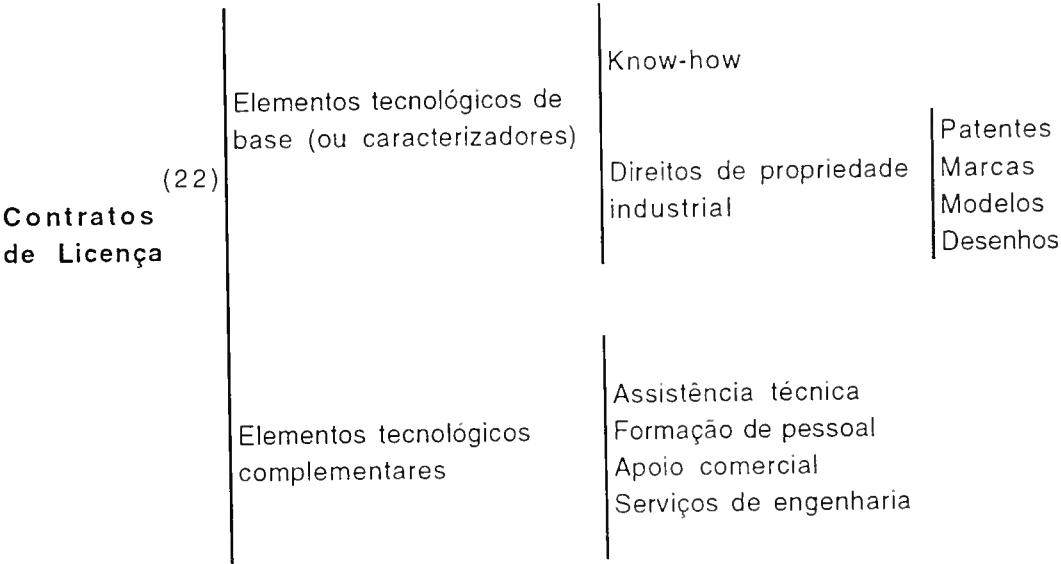 (22)
Contratos
de Licença
Elementos tecnológicos de
base (ou caracterizadores)
Know-how
Direitos de propriedade
industrial
Patentes
Marcas
Modelos
Desenhos
Elementos tecnológicos
complementares
Assistência técnica
Formação de pessoal
Apoio comercial
Serviços de engenharia